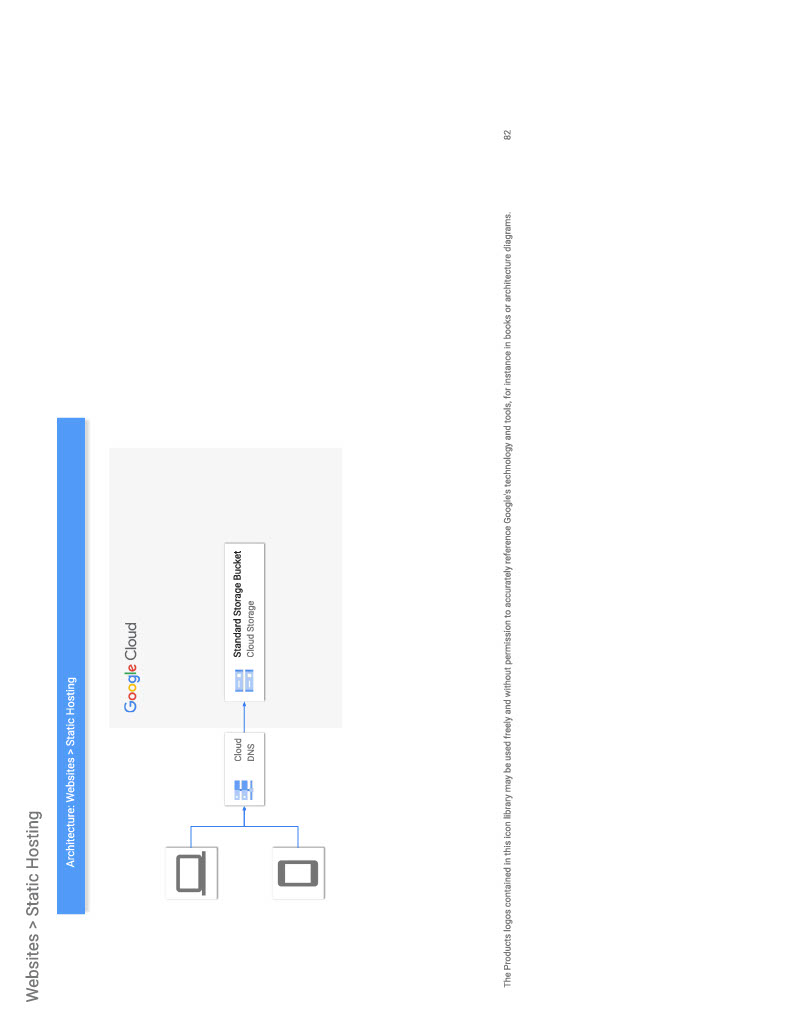 Websites > Static Hosting
Architecture: Websites > Static Hosting
Google Cloud
Cloud
DNS
Standard Storage Bucket
Cloud Storage
The Products logos contained in this icon library may be used freely and without permission to accurately reference Google's technology and tools, for instance in books or architecture diagrams.
82